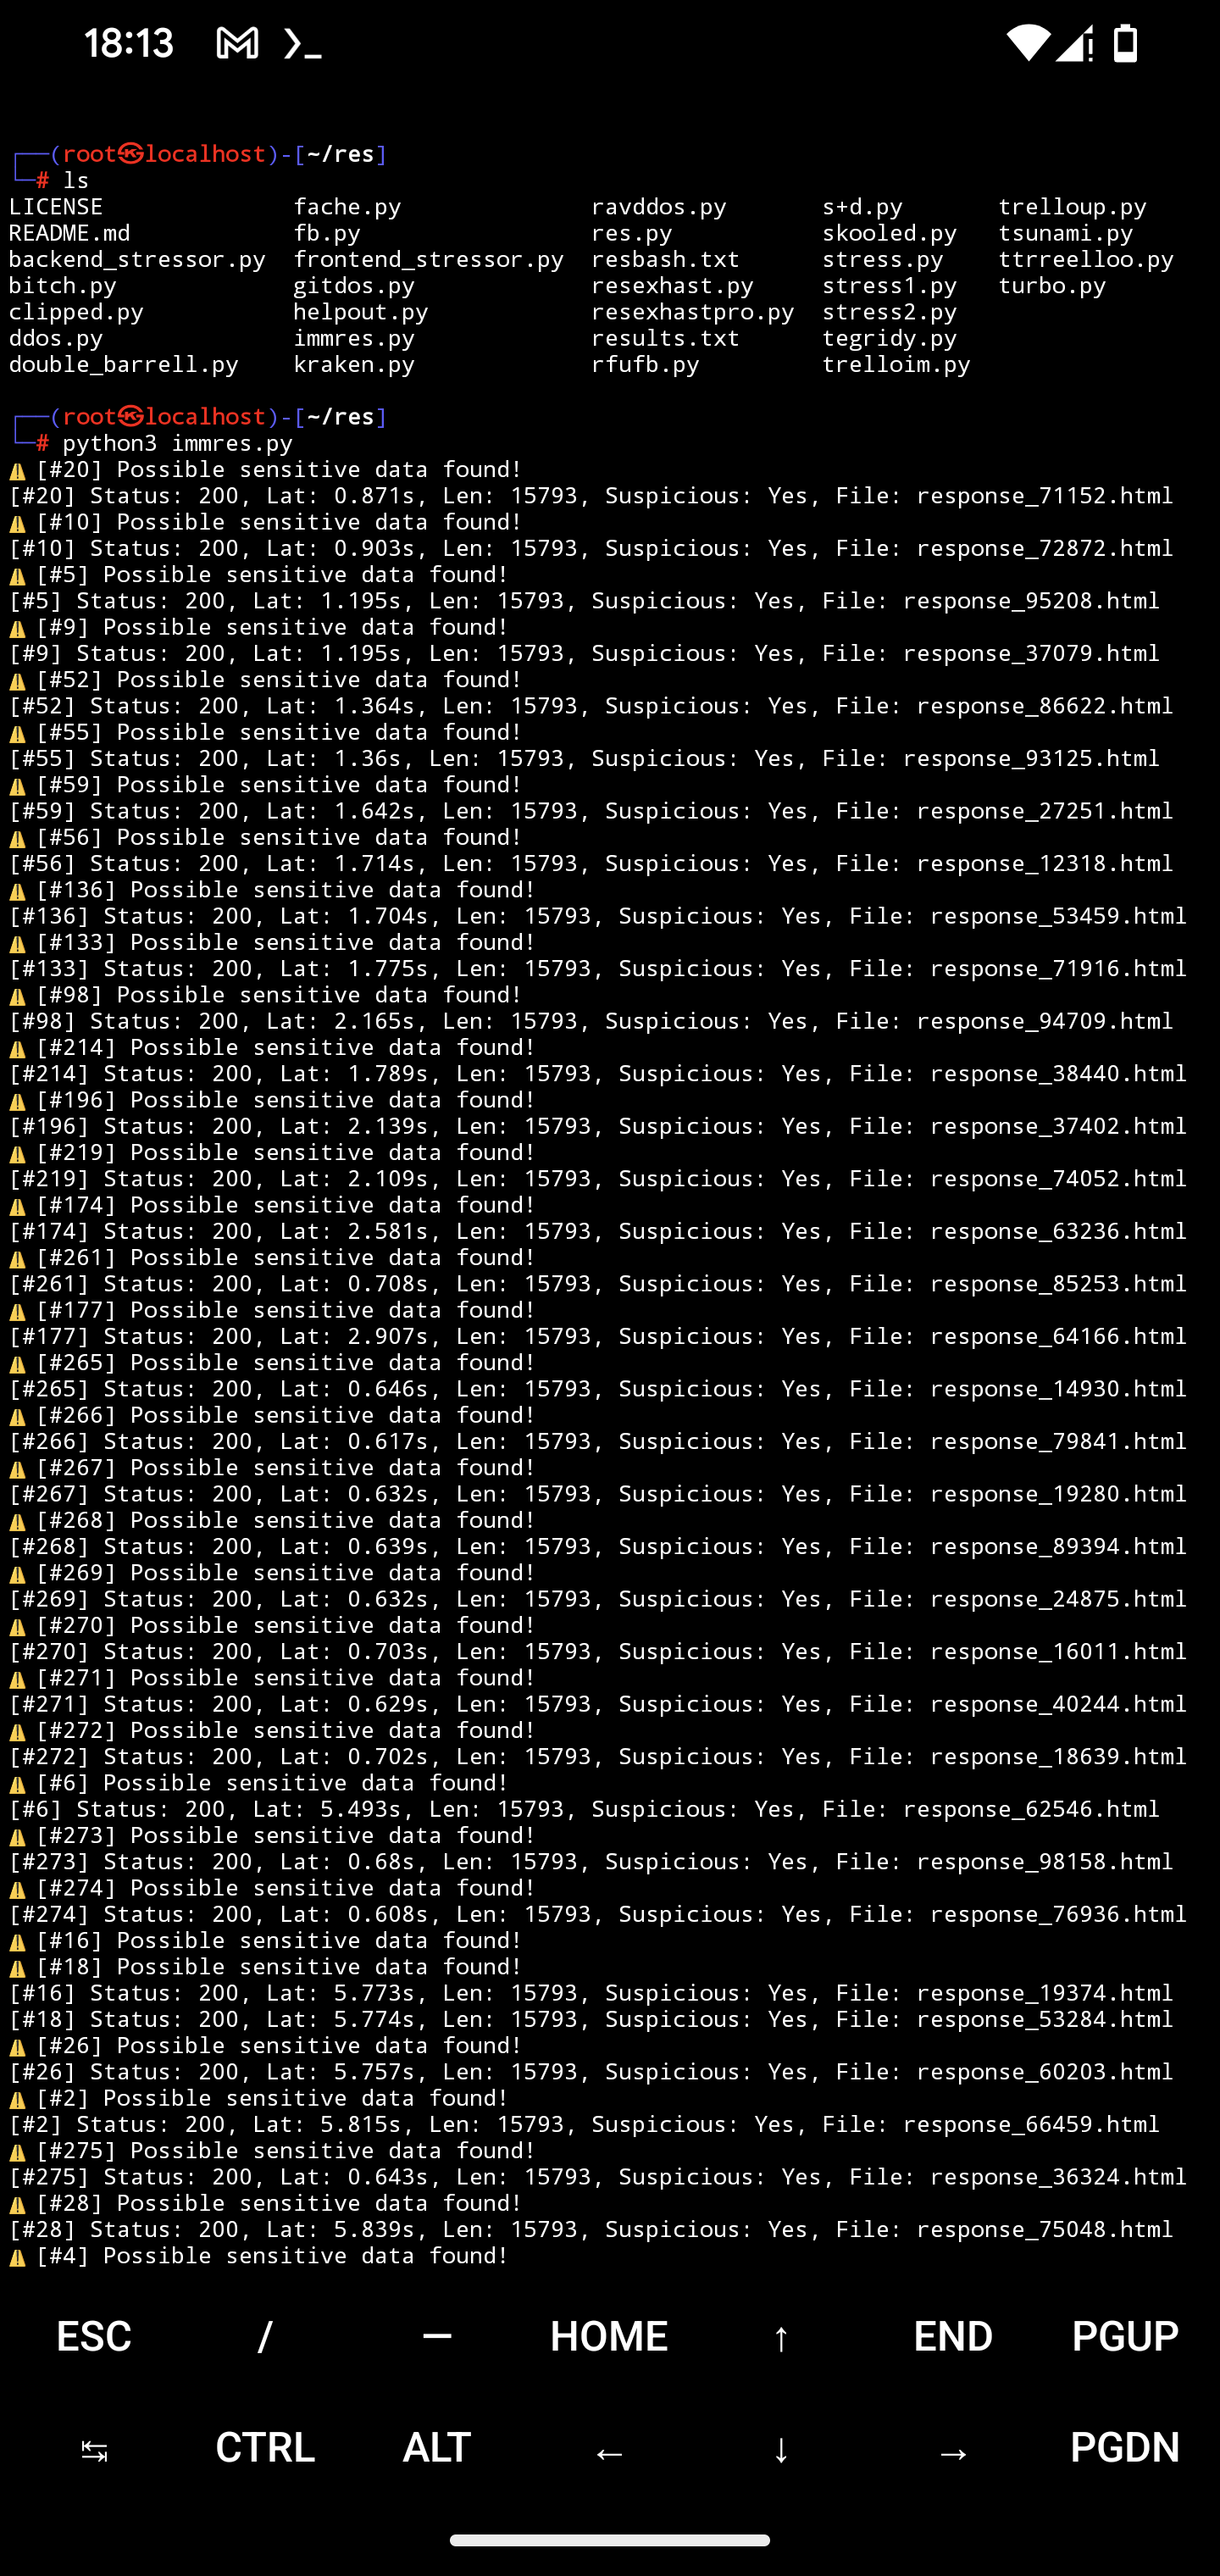 18:13
┌──(root㉿localhost)-[~/res]
└─# ls
LICENSE              fache.py              ravddos.py       s+d.py       trelloup.py
README.md            fb.py                 res.py           skooled.py   tsunami.py
backend_stressor.py  frontend_stressor.py  resbash.txt      stress.py    ttrreelloo.py
bitch.py             gitdos.py             resexhast.py     stress1.py   turbo.py
clipped.py           helpout.py            resexhastpro.py  stress2.py
ddos.py              immres.py             results.txt      tegridy.py
double_barrell.py    kraken.py             rfufb.py         trelloim.py
┌──(root㉿localhost)-[~/res]
└─# python3 immres.py
⚠️ [#20] Possible sensitive data found!
[#20] Status: 200, Lat: 0.871s, Len: 15793, Suspicious: Yes, File: response_71152.html
⚠️ [#10] Possible sensitive data found!
[#10] Status: 200, Lat: 0.903s, Len: 15793, Suspicious: Yes, File: response_72872.html
⚠️ [#5] Possible sensitive data found!
[#5] Status: 200, Lat: 1.195s, Len: 15793, Suspicious: Yes, File: response_95208.html
⚠️ [#9] Possible sensitive data found!
[#9] Status: 200, Lat: 1.195s, Len: 15793, Suspicious: Yes, File: response_37079.html
⚠️ [#52] Possible sensitive data found!
[#52] Status: 200, Lat: 1.364s, Len: 15793, Suspicious: Yes, File: response_86622.html
⚠️ [#55] Possible sensitive data found!
[#55] Status: 200, Lat: 1.36s, Len: 15793, Suspicious: Yes, File: response_93125.html
⚠️ [#59] Possible sensitive data found!
[#59] Status: 200, Lat: 1.642s, Len: 15793, Suspicious: Yes, File: response_27251.html
⚠️ [#56] Possible sensitive data found!
[#56] Status: 200, Lat: 1.714s, Len: 15793, Suspicious: Yes, File: response_12318.html
⚠️ [#136] Possible sensitive data found!
[#136] Status: 200, Lat: 1.704s, Len: 15793, Suspicious: Yes, File: response_53459.html
⚠️ [#133] Possible sensitive data found!
[#133] Status: 200, Lat: 1.775s, Len: 15793, Suspicious: Yes, File: response_71916.html
⚠️ [#98] Possible sensitive data found!
[#98] Status: 200, Lat: 2.165s, Len: 15793, Suspicious: Yes, File: response_94709.html
⚠️ [#214] Possible sensitive data found!
[#214] Status: 200, Lat: 1.789s, Len: 15793, Suspicious: Yes, File: response_38440.html
⚠️ [#196] Possible sensitive data found!
[#196] Status: 200, Lat: 2.139s, Len: 15793, Suspicious: Yes, File: response_37402.html
⚠️ [#219] Possible sensitive data found!
[#219] Status: 200, Lat: 2.109s, Len: 15793, Suspicious: Yes, File: response_74052.html
⚠️ [#174] Possible sensitive data found!
[#174] Status: 200, Lat: 2.581s, Len: 15793, Suspicious: Yes, File: response_63236.html
⚠️ [#261] Possible sensitive data found!
[#261] Status: 200, Lat: 0.708s, Len: 15793, Suspicious: Yes, File: response_85253.html
⚠️ [#177] Possible sensitive data found!
[#177] Status: 200, Lat: 2.907s, Len: 15793, Suspicious: Yes, File: response_64166.html
⚠️ [#265] Possible sensitive data found!
[#265] Status: 200, Lat: 0.646s, Len: 15793, Suspicious: Yes, File: response_14930.html
⚠️ [#266] Possible sensitive data found!
[#266] Status: 200, Lat: 0.617s, Len: 15793, Suspicious: Yes, File: response_79841.html
⚠️ [#267] Possible sensitive data found!
[#267] Status: 200, Lat: 0.632s, Len: 15793, Suspicious: Yes, File: response_19280.html
⚠️ [#268] Possible sensitive data found!
[#268] Status: 200, Lat: 0.639s, Len: 15793, Suspicious: Yes, File: response_89394.html
⚠️ [#269] Possible sensitive data found!
[#269] Status: 200, Lat: 0.632s, Len: 15793, Suspicious: Yes, File: response_24875.html
⚠️ [#270] Possible sensitive data found!
[#270] Status: 200, Lat: 0.703s, Len: 15793, Suspicious: Yes, File: response_16011.html
⚠️ [#271] Possible sensitive data found!
[#271] Status: 200, Lat: 0.629s, Len: 15793, Suspicious: Yes, File: response_40244.html
⚠️ [#272] Possible sensitive data found!
[#272] Status: 200, Lat: 0.702s, Len: 15793, Suspicious: Yes, File: response_18639.html
⚠️ [#6] Possible sensitive data found!
[#6] Status: 200, Lat: 5.493s, Len: 15793, Suspicious: Yes, File: response_62546.html
⚠️ [#273] Possible sensitive data found!
[#273] Status: 200, Lat: 0.68s, Len: 15793, Suspicious: Yes, File: response_98158.html
⚠️ [#274] Possible sensitive data found!
[#274] Status: 200, Lat: 0.608s, Len: 15793, Suspicious: Yes, File: response_76936.html
⚠️ [#16] Possible sensitive data found!
⚠️ [#18] Possible sensitive data found!
[#16] Status: 200, Lat: 5.773s, Len: 15793, Suspicious: Yes, File: response_19374.html
[#18] Status: 200, Lat: 5.774s, Len: 15793, Suspicious: Yes, File: response_53284.html
⚠️ [#26] Possible sensitive data found!
[#26] Status: 200, Lat: 5.757s, Len: 15793, Suspicious: Yes, File: response_60203.html
⚠️ [#2] Possible sensitive data found!
[#2] Status: 200, Lat: 5.815s, Len: 15793, Suspicious: Yes, File: response_66459.html
⚠️ [#275] Possible sensitive data found!
[#275] Status: 200, Lat: 0.643s, Len: 15793, Suspicious: Yes, File: response_36324.html
⚠️ [#28] Possible sensitive data found!
[#28] Status: 200, Lat: 5.839s, Len: 15793, Suspicious: Yes, File: response_75048.html
⚠️ [#4] Possible sensitive data found!
ESC / — HOME ↑ END PGUP
↹ CTRL ALT ← ↓ → PGDN